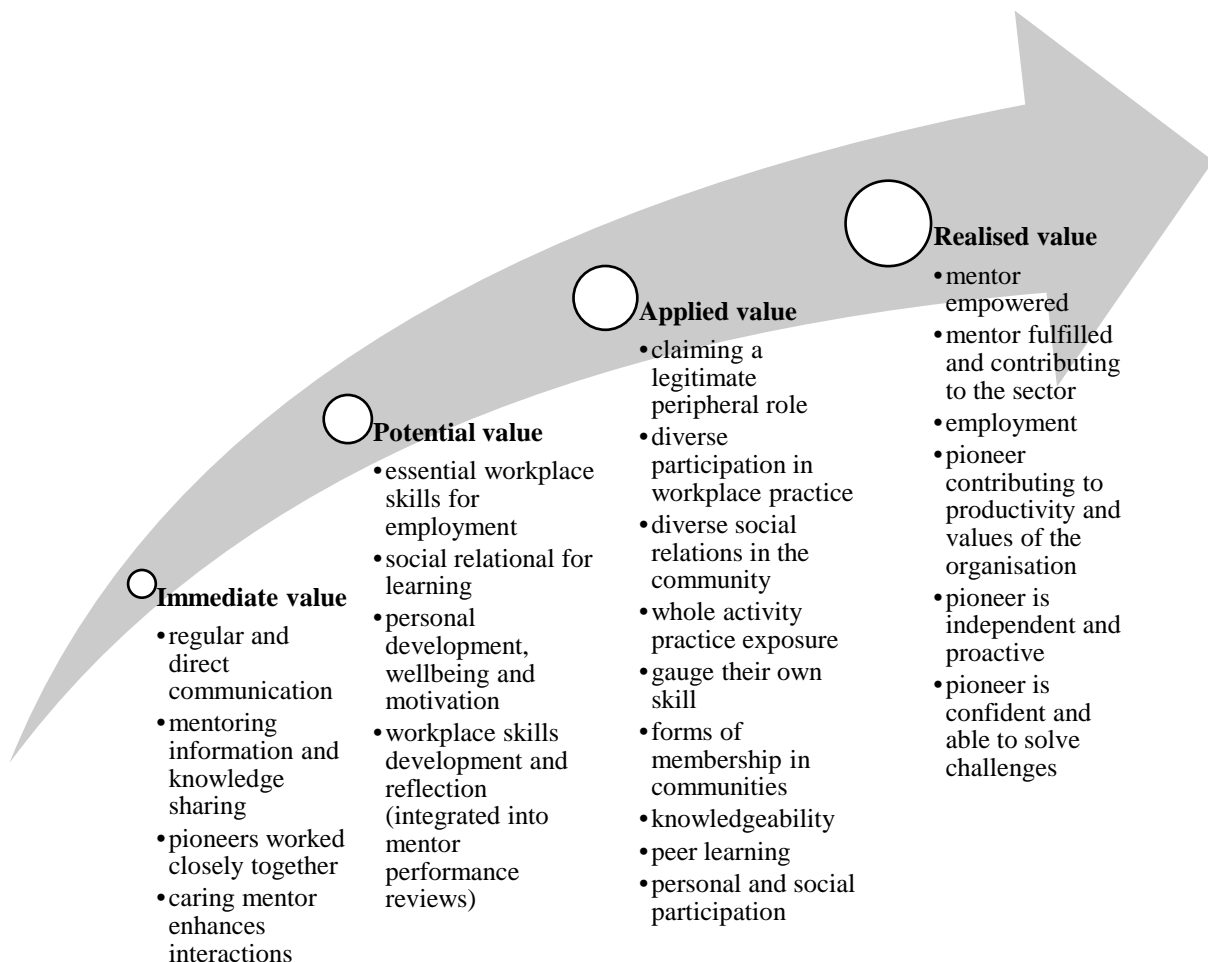 Immediate value
•regular and
direct
communication
•mentoring
information and
knowledge
sharing
•pioneers worked
closely together
•caring mentor
enhances
interactions
Potential value
•essential workplace
skills for
employment
•social relational for
learning
•personal
development,
wellbeing and
motivation
•workplace skills
development and
reflection
(integrated into
mentor
performance
reviews)
Applied value
•claiming a
legitimate
peripheral role
•diverse
participation in
workplace practice
•diverse social
relations in the
community
•whole activity
practice exposure
•gauge their own
skill
•forms of
membership in
communities
•knowledgeability
•peer learning
•personal and social
participation
Realised value
•mentor
empowered
•mentor fulfilled
and contributing
to the sector
•employment
•pioneer
contributing to
productivity and
values of the
organisation
•pioneer is
independent and
proactive
•pioneer is
confident and
able to solve
challenges